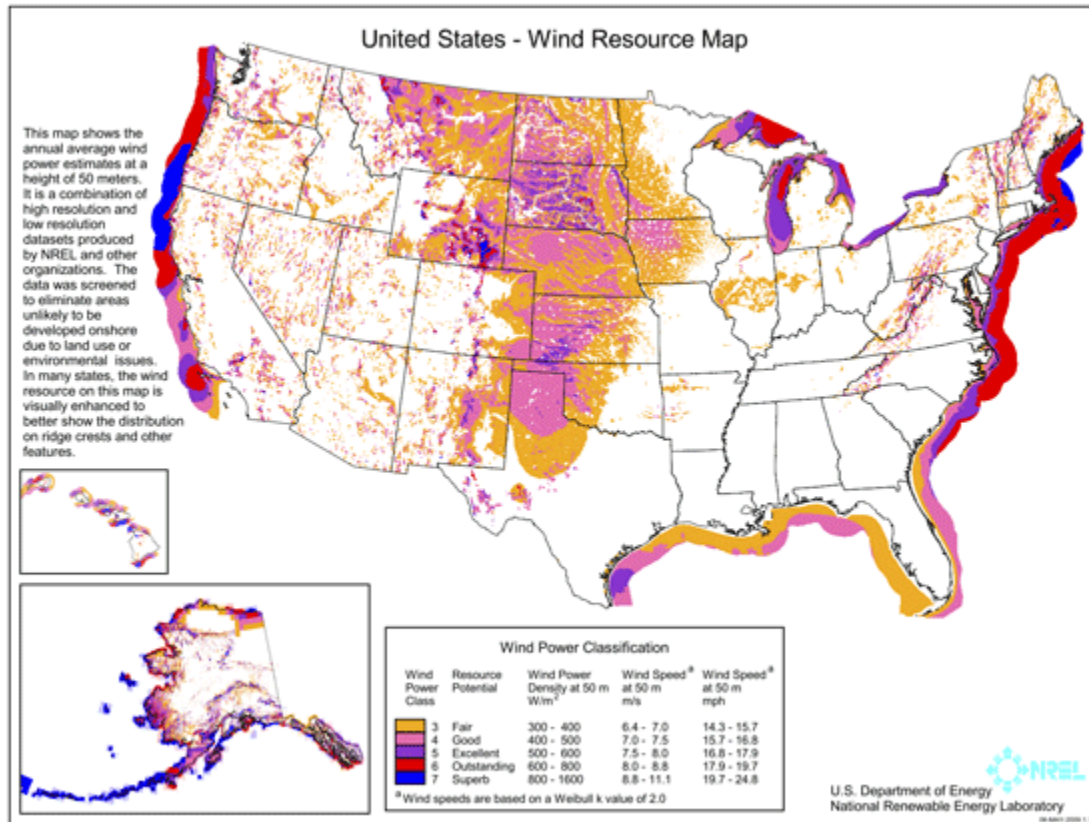 United States - Wind Resource Map
This map shows the
annual average wind
power estimates at a
height of 50 meters.
It is a combination of
high resolution and
low resolution
datasets produced
by NREL and other
organizations. The
data was screened
to eliminate areas
unlikely to be
developed onshore
due to land use or
environmental issues.
In many states, the wind
resource on this map is
visually enhanced to
better show the distribution
on ridge crests and other
features.
Wind Power Classification
Wind Resource Wind Power Wind Speed a Wind Speed a
Power Potential Density at 50 m at 50 m at 50 m
Class W/m2 m/s mph
3 Fair 300 - 400 6.4 - 7.0 14.3 - 15.7
4 Good 400 - 500 7.0 - 7.5 15.7 - 16.8
5 Excellent 500 - 600 7.5 - 8.0 16.8 - 17.9
6 Outstanding 600 - 800 8.0 - 8.8 17.9 - 19.7
7 Superb 800 - 1600 8.8 - 11.1 19.7 - 24.8
a Wind speeds are based on a Weibull k value of 2.0
NREL
U.S. Department of Energy
National Renewable Energy Laboratory